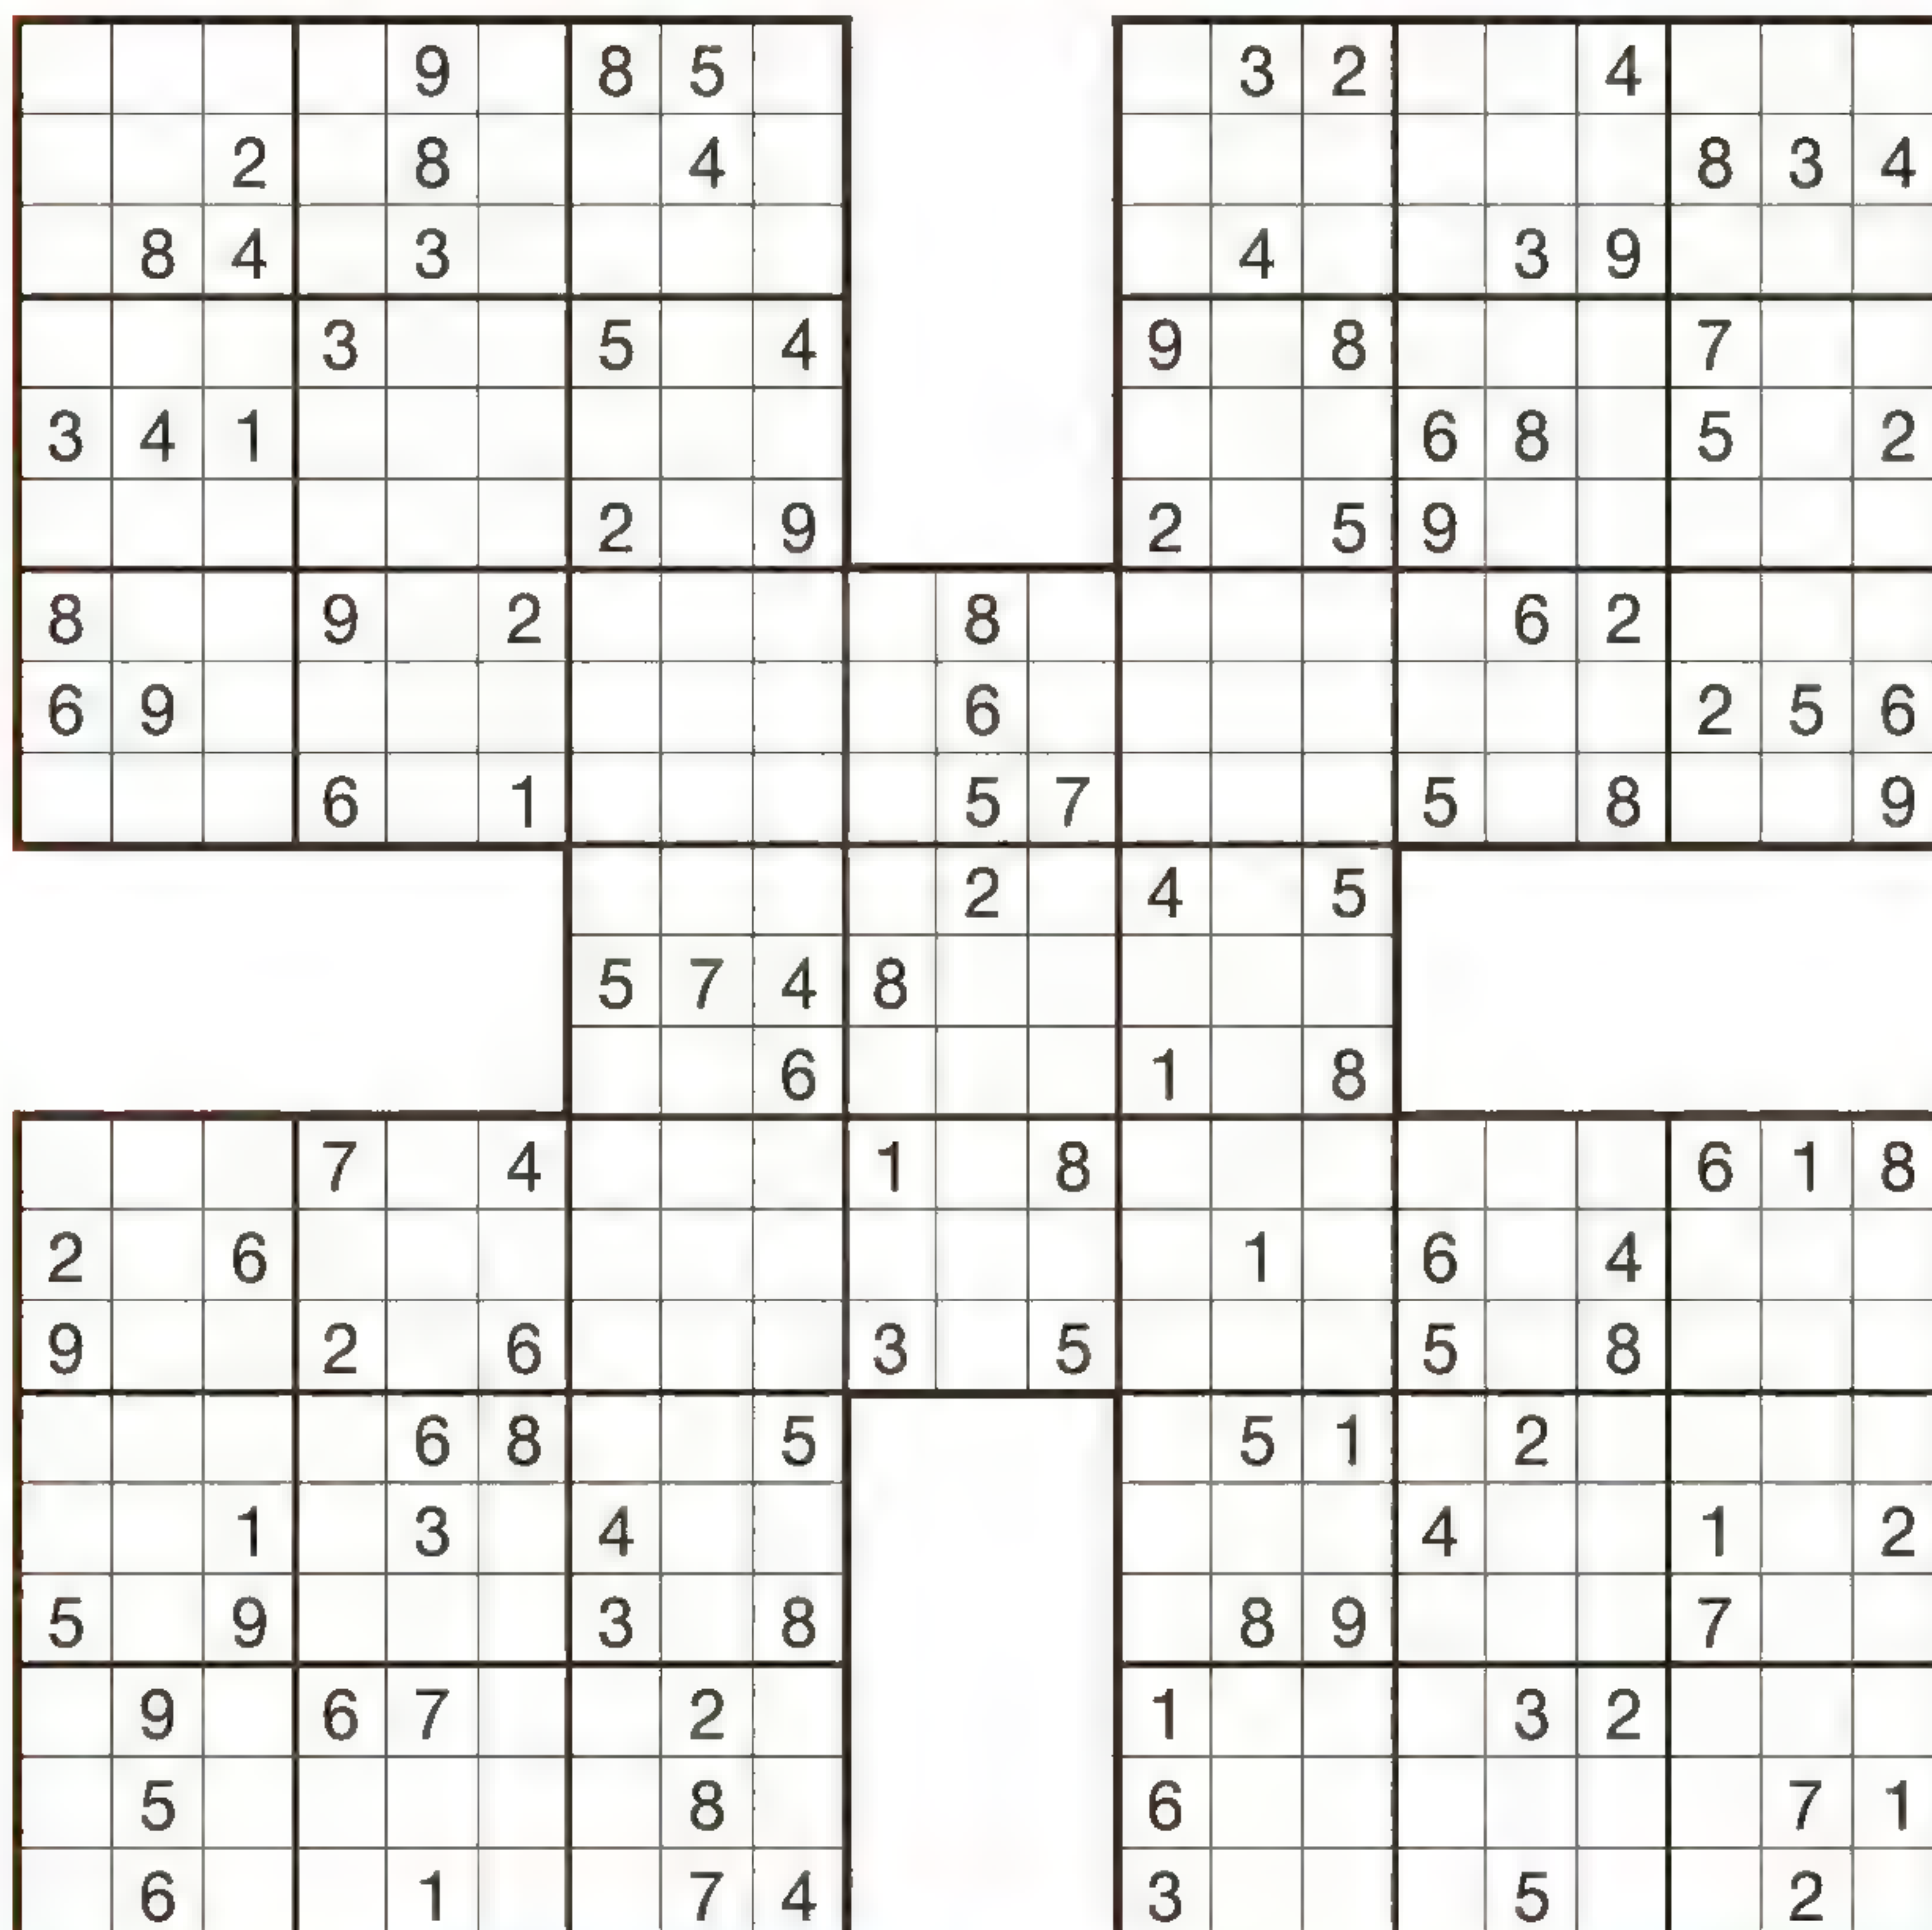 9 8 5 3 2 4
2 8 4 8 3 4
8 4 3 4 3 9
3 5 4 9 8 7
3 4 1 6 8 5 2
2 9 2 5 9
8 9 2 8 6 2
6 9 6 2 5 6
6 1 5 7 5 8 9
2 4 5
5 7 4 8
6 1 8
7 4 1 8 6 1 8
2 6 1 6 4
9 2 6 3 5 5 8
6 8 5 5 1 2
1 3 4 4 1 2
5 9 3 8 8 9 7
9 6 7 2 1 3 2
5 8 6 7 1
6 1 7 4 3 5 2